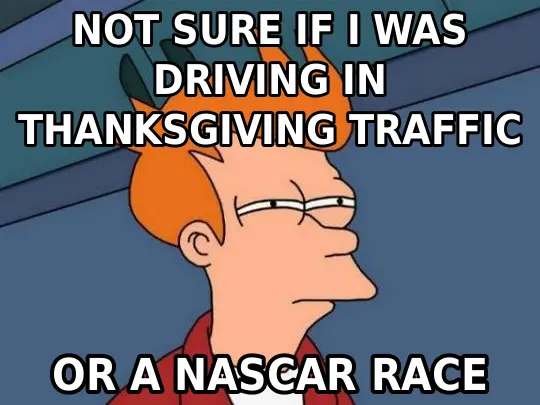 NOT SURE IF I WAS
DRIVING IN
THANKSGIVING TRAFFIC
OR A NASCAR RACE